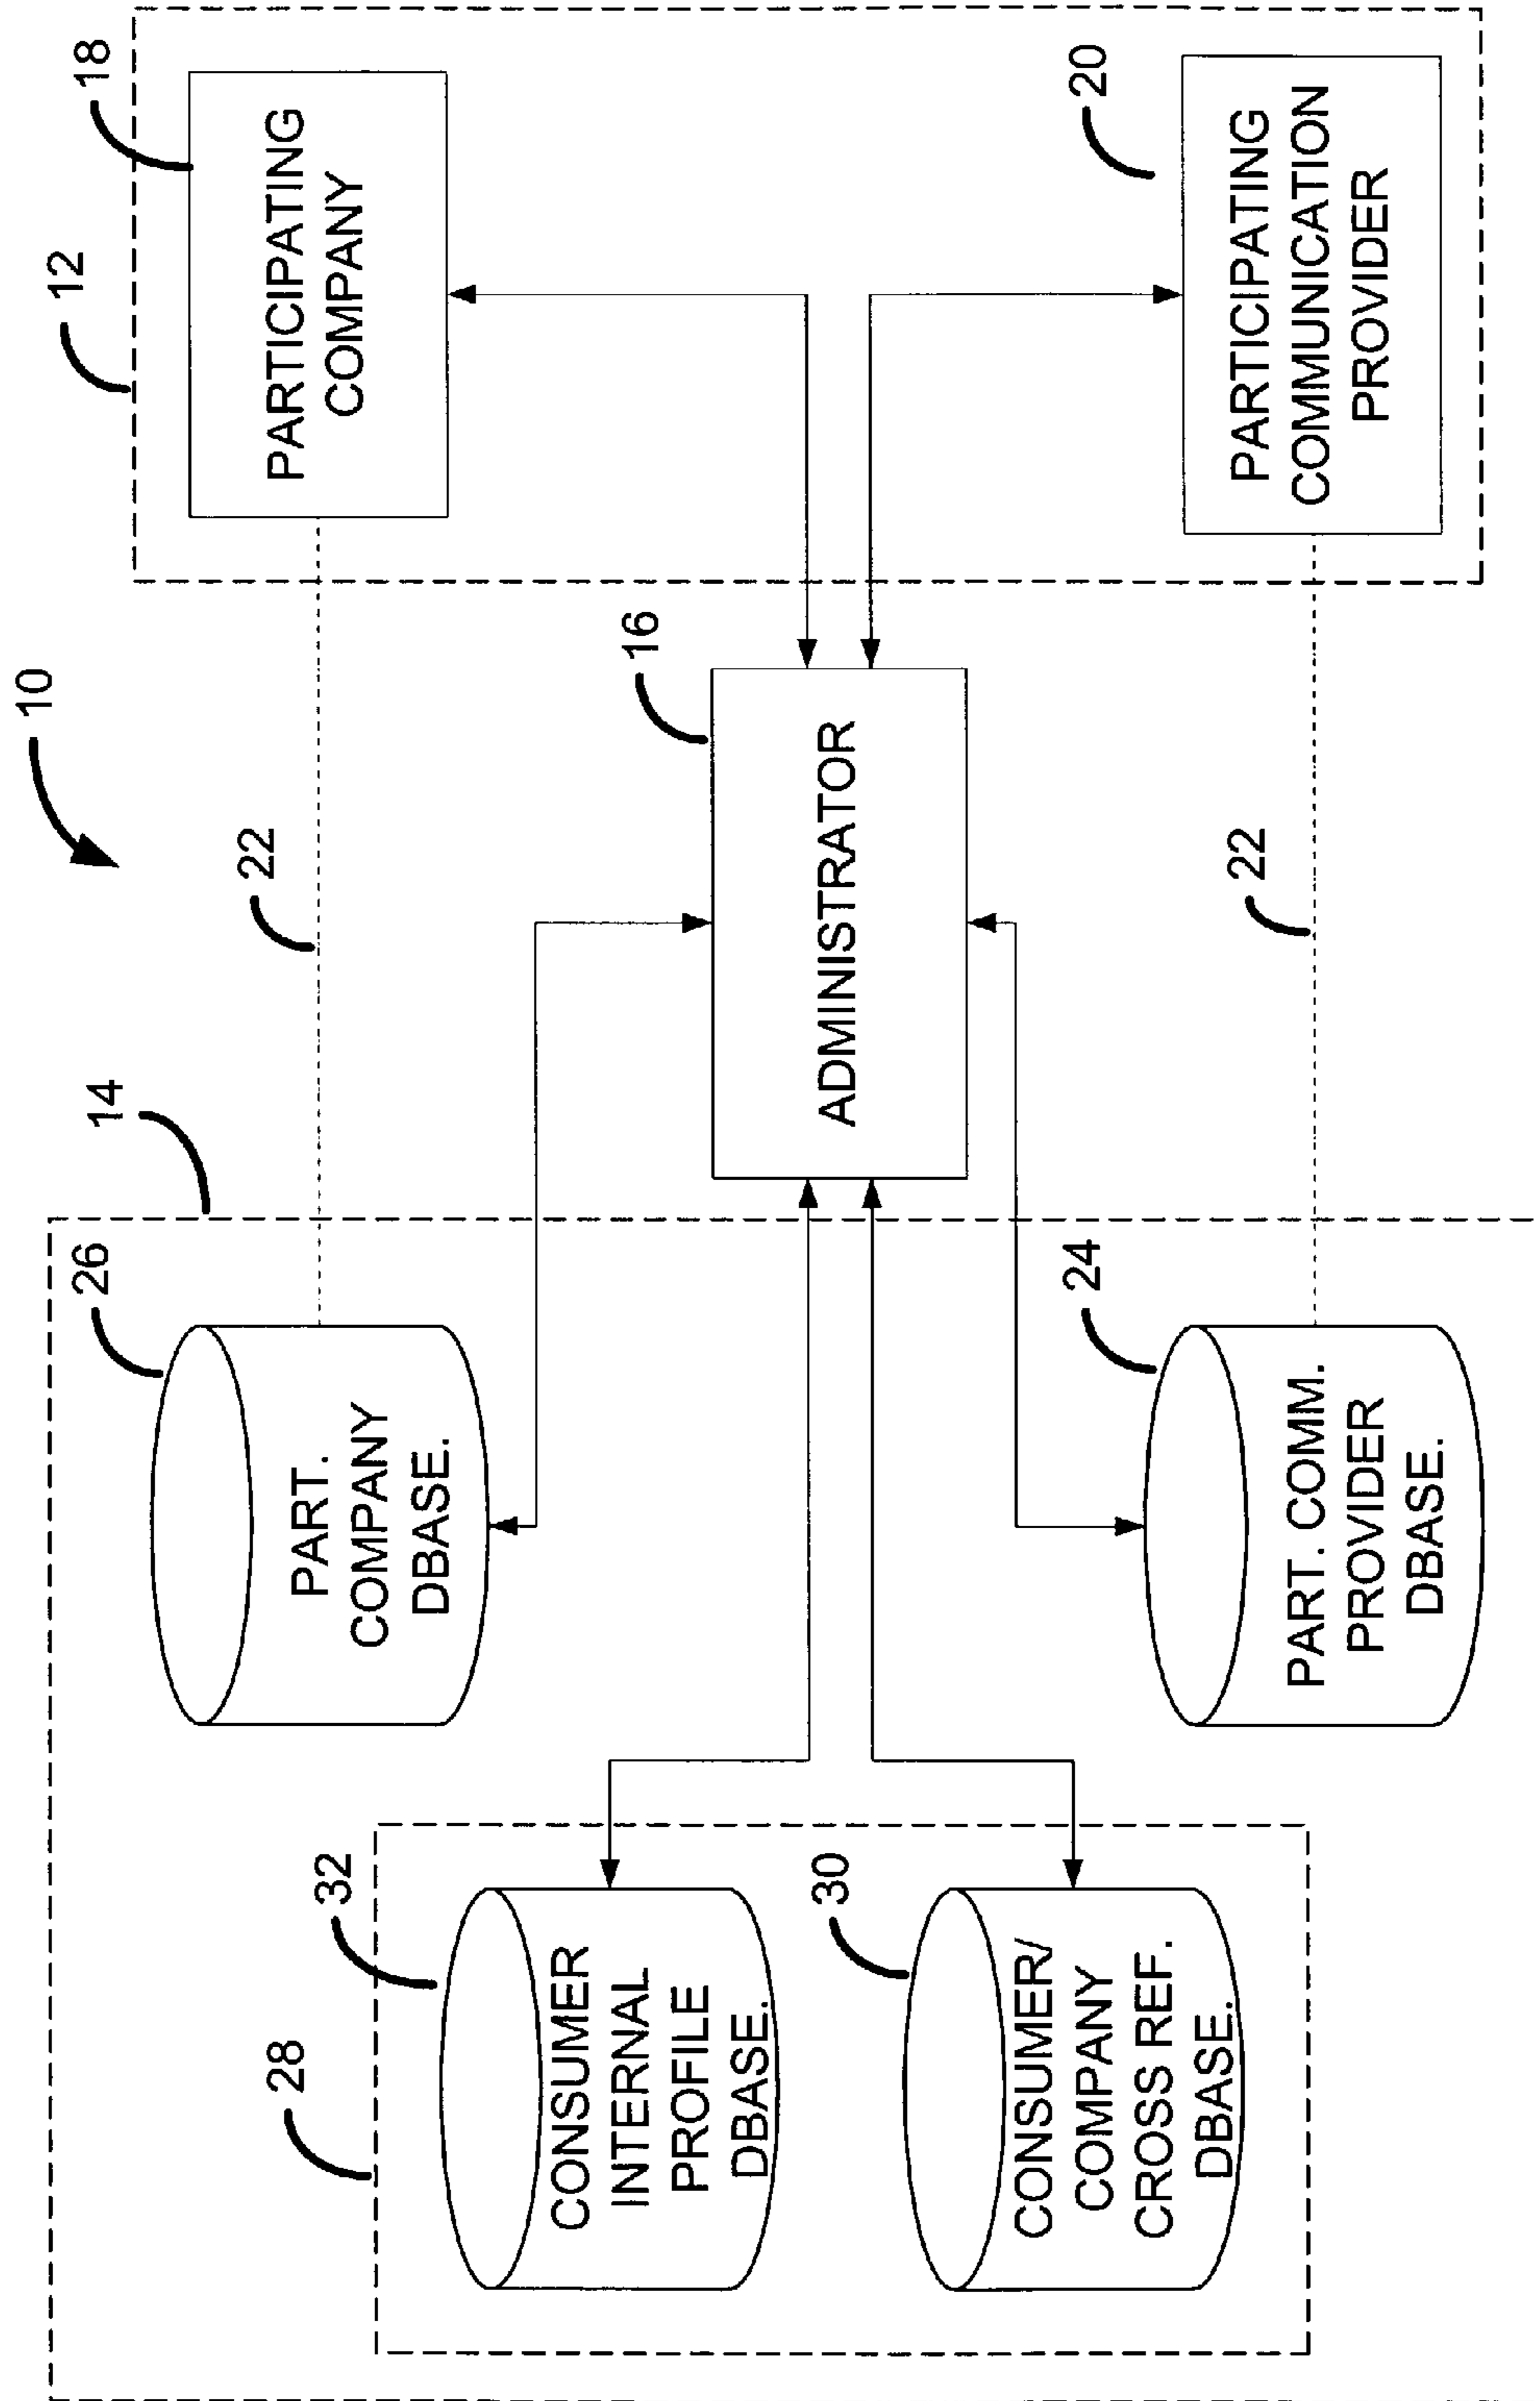 10
12
18
PARTICIPATING
COMPANY
20
PARTICIPATING
COMMUNICATION
PROVIDER
22
22
16
ADMINISTRATOR
14
26
PART.
COMPANY
DBASE.
24
PART. COMM.
PROVIDER
DBASE.
28
32
CONSUMER
INTERNAL
PROFILE
DBASE.
30
CONSUMER/
COMPANY
CROSS REF.
DBASE.